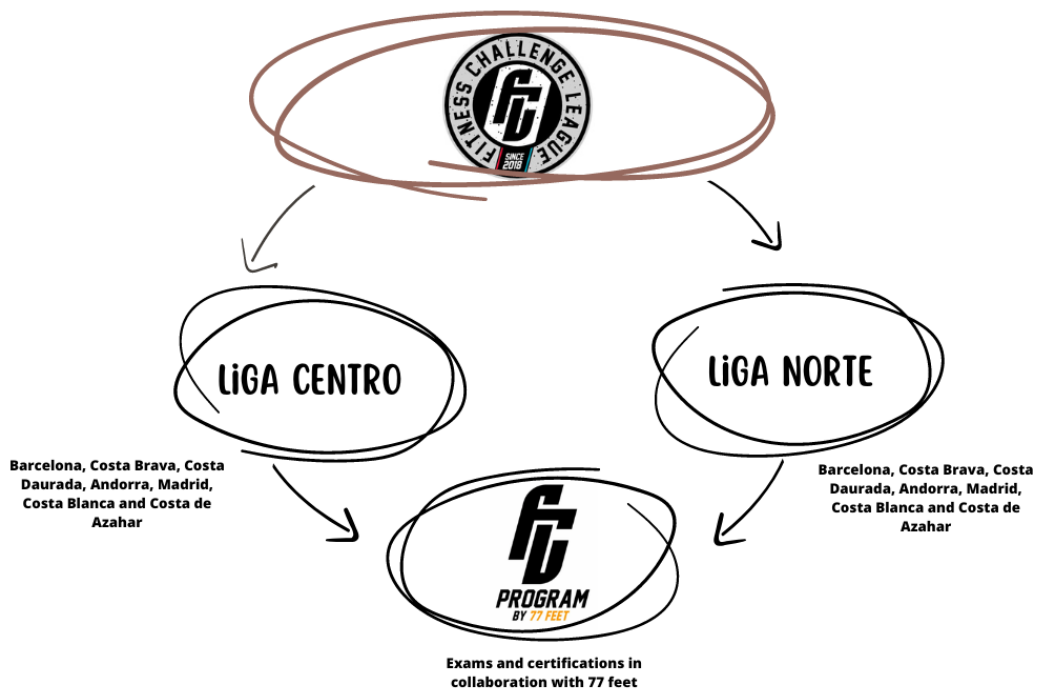 FITNESS CHALLENGE LEAGUE
FCL
SINCE
2018
LiGA CENTRO
LiGA NORTE
Barcelona, Costa Brava, Costa
Daurada, Andorra, Madrid,
Costa Blanca and Costa de
Azahar
Barcelona, Costa Brava, Costa
Daurada, Andorra, Madrid,
Costa Blanca and Costa de
Azahar
FCL
PROGRAM
BY 77 FEET
Exams and certifications in
collaboration with 77 feet